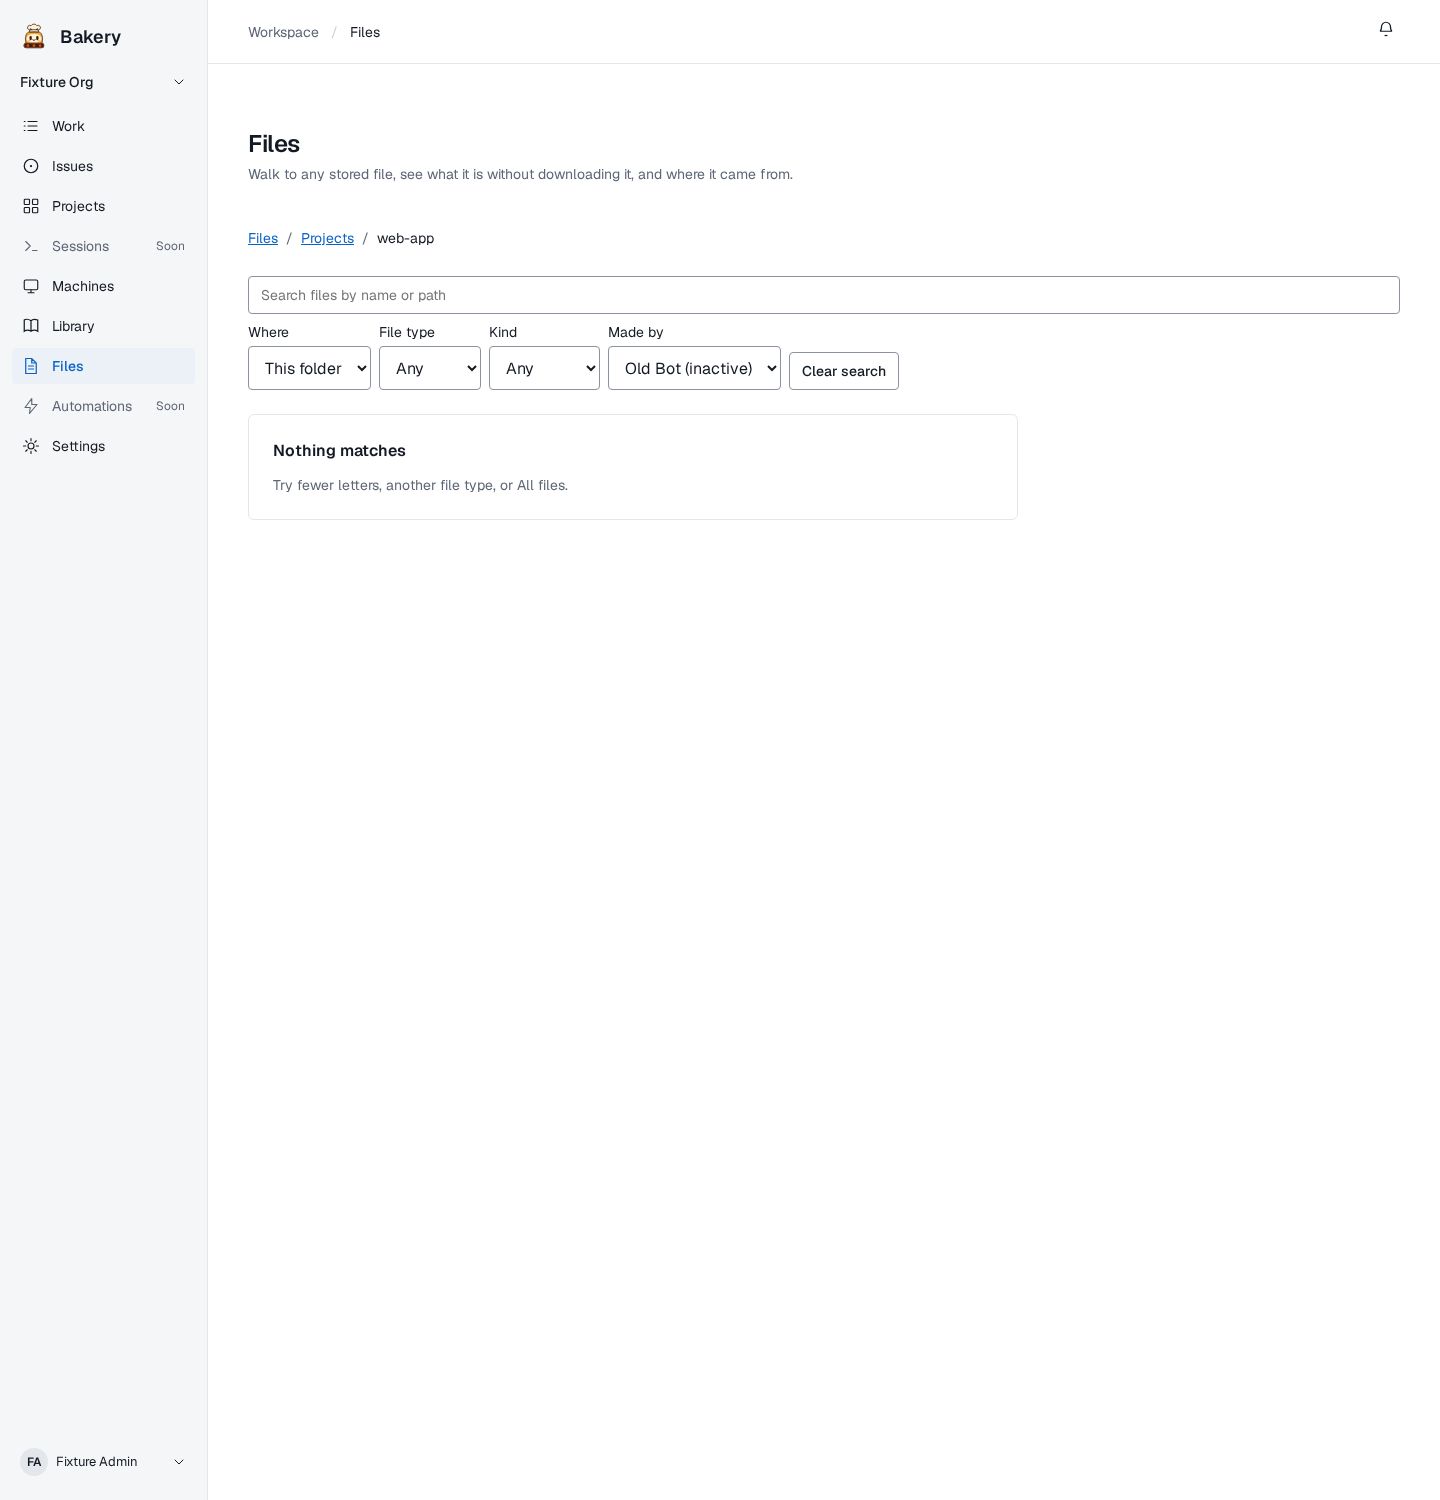 Bakery
Fixture Org
Work
Issues
Projects
Sessions Soon
Machines
Library
Files
Automations Soon
Settings
FA Fixture Admin
Workspace / Files
Files
Walk to any stored file, see what it is without downloading it, and where it came from.
Files / Projects / web-app
Search files by name or path
Where File type Kind Made by
This folder Any Any Old Bot (inactive) Clear search
Nothing matches
Try fewer letters, another file type, or All files.